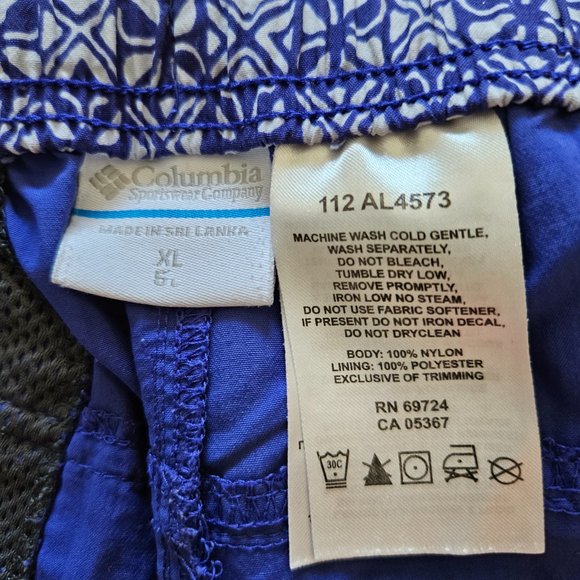 Columbia
Sportswear Company
MADE IN SRI LANKA
XL
112 AL4573
MACHINE WASH COLD GENTLE,
WASH SEPARATELY,
DO NOT BLEACH,
TUMBLE DRY LOW,
REMOVE PROMPTLY,
IRON LOW NO STEAM,
DO NOT USE FABRIC SOFTENER,
IF PRESENT DO NOT IRON DECAL,
DO NOT DRYCLEAN
BODY: 100% NYLON
LINING: 100% POLYESTER
EXCLUSIVE OF TRIMMING
RN 69724
CA 05367
30C